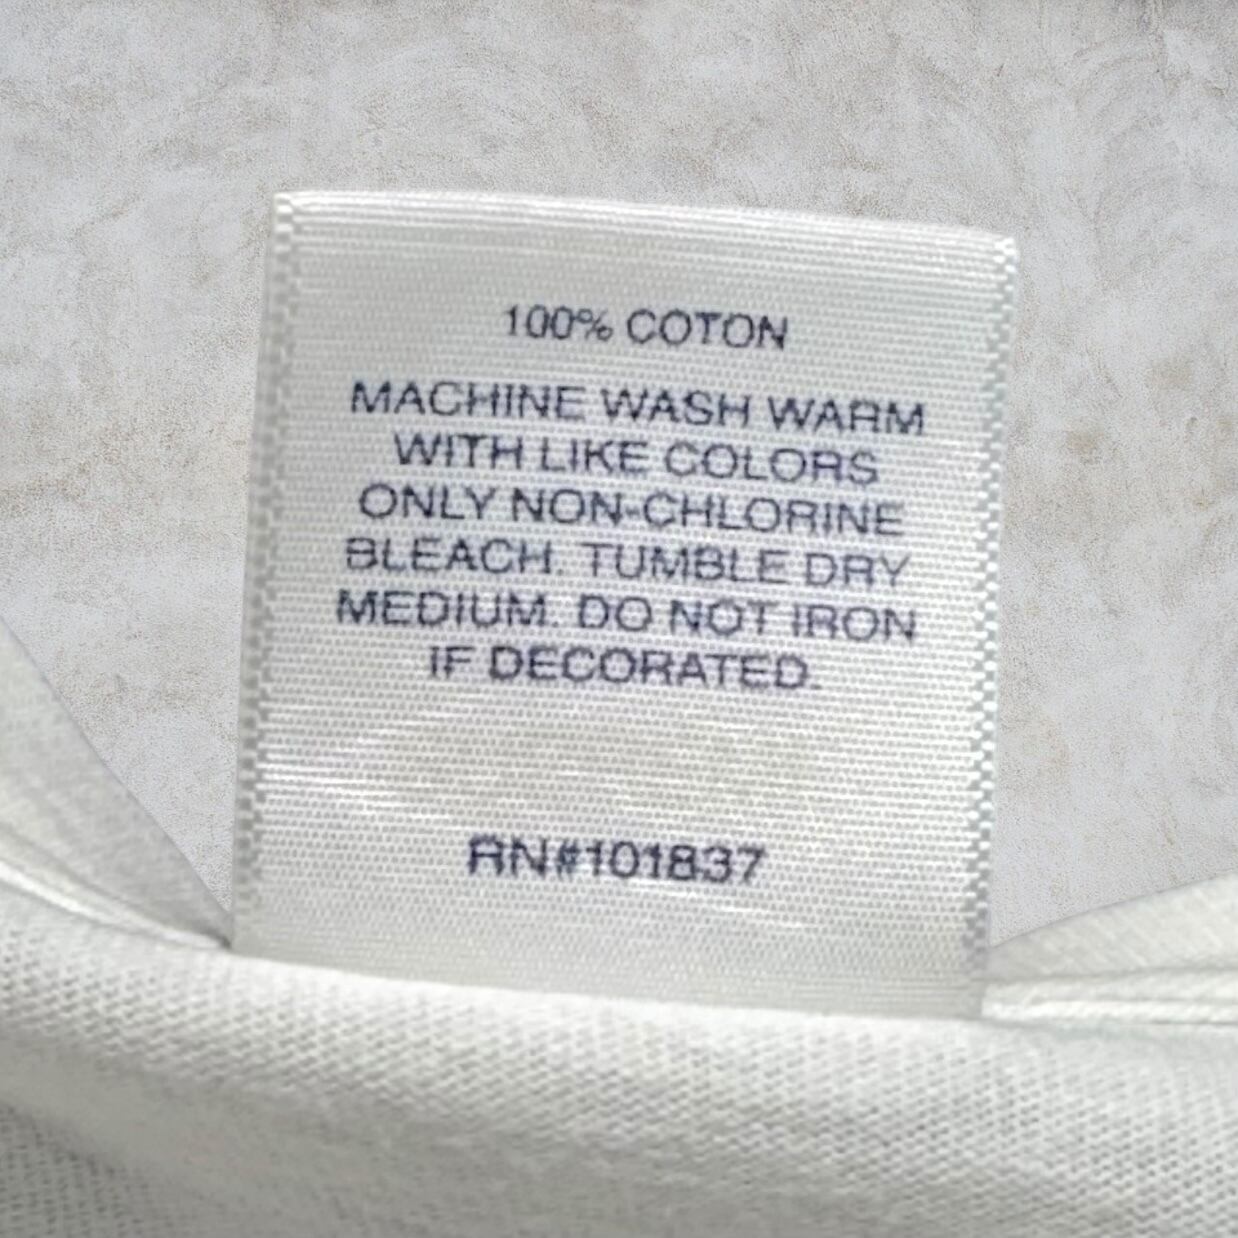 100% COTON
MACHINE WASH WARM
WITH LIKE COLORS
ONLY NON-CHLORINE
BLEACH. TUMBLE DRY
MEDIUM. DO NOT IRON
IF DECORATED.
RN#101837